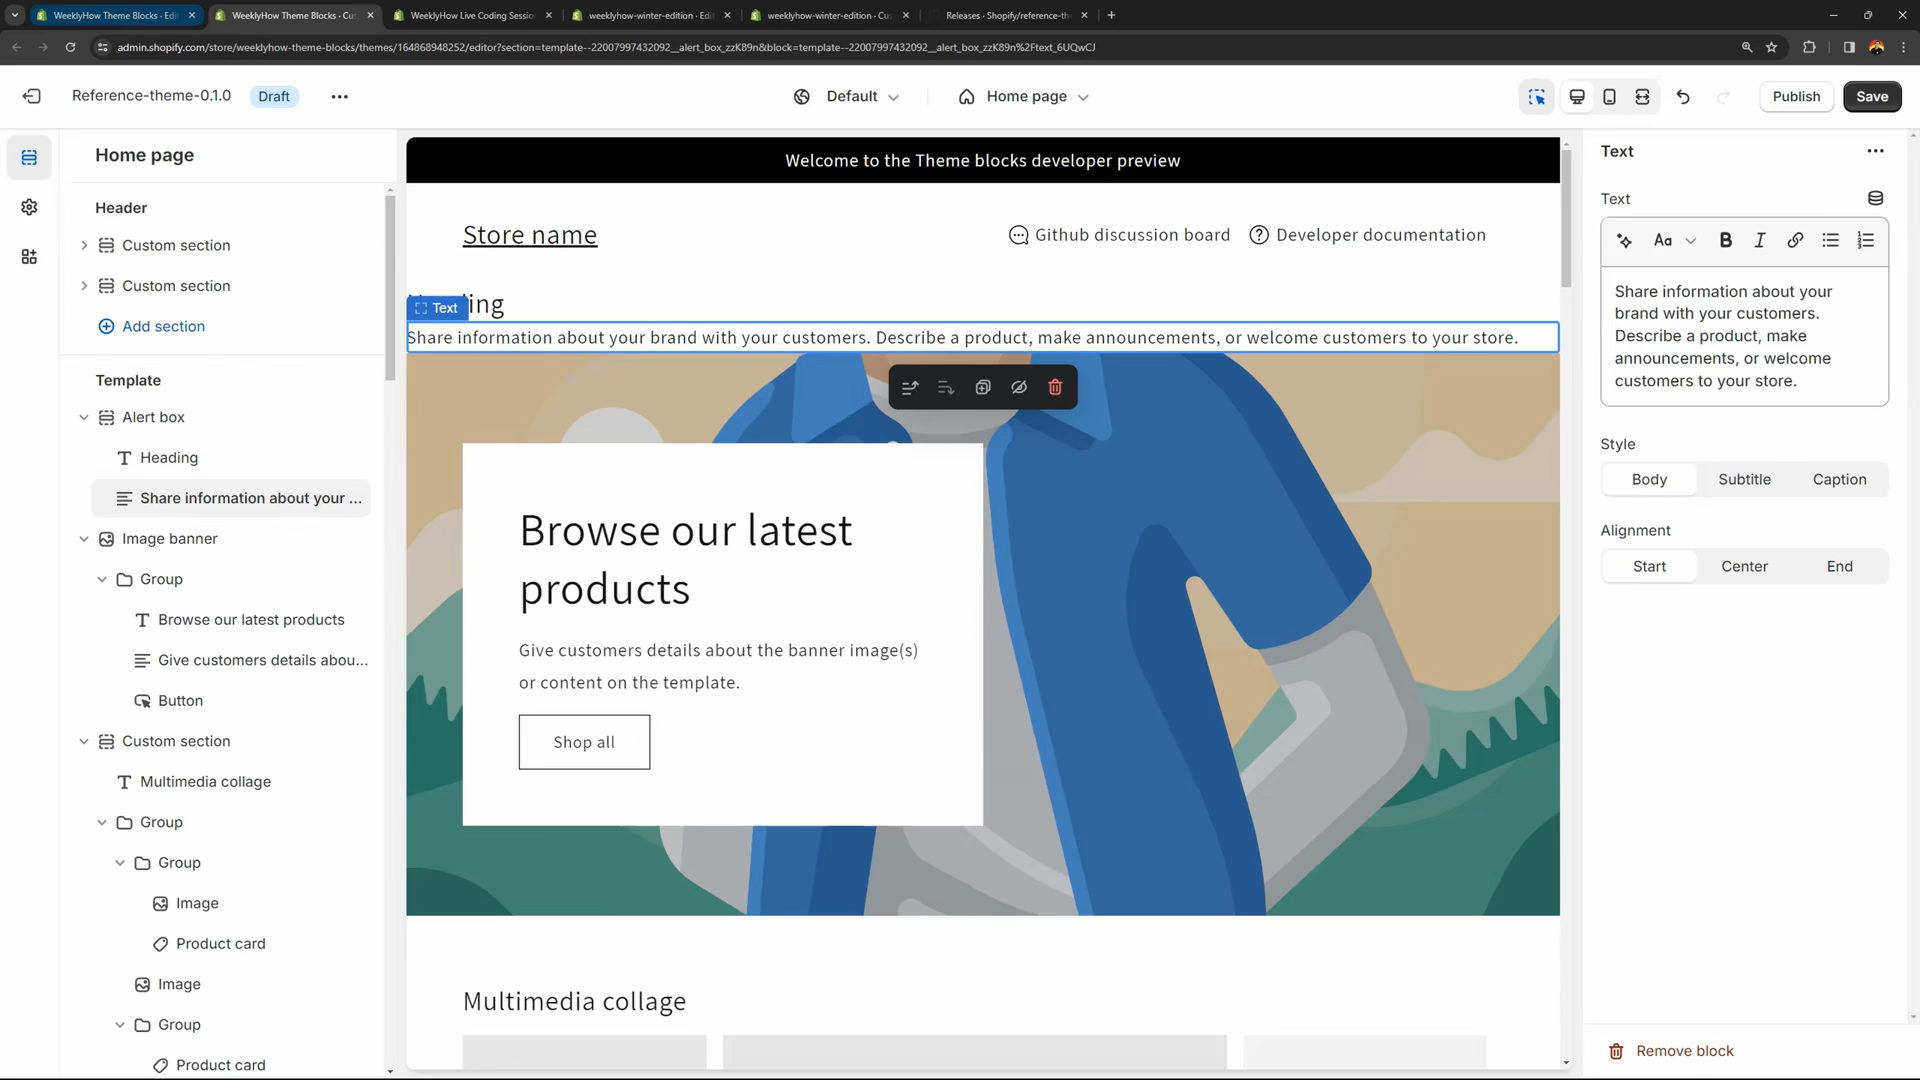 WeeklyHow Theme Blocks · Edi
WeeklyHow Theme Blocks · Cu
WeeklyHow Live Coding Sessio
weeklyhow-winter-edition · Edi
weeklyhow-winter-edition · Cu
Releases · Shopify/reference-th
admin.shopify.com/store/weeklyhow-theme-blocks/themes/164868948252/editor?section=template--22007997432092__alert_box_zzK89n&block=template--22007997432092__alert_box_zzK89n%2Ftext_6UQwCJ
Reference-theme-0.1.0
Draft
Default
Home page
Publish
Save
Home page
Header
Custom section
Custom section
Add section
Template
Alert box
Heading
Share information about your ...
Image banner
Group
Browse our latest products
Give customers details abou...
Button
Custom section
Multimedia collage
Group
Group
Image
Product card
Image
Group
Product card
Welcome to the Theme blocks developer preview
Store name
Github discussion board
Developer documentation
Text
ing
Share information about your brand with your customers. Describe a product, make announcements, or welcome customers to your store.
Browse our latest
products
Give customers details about the banner image(s)
or content on the template.
Shop all
Multimedia collage
Text
Text
Aa
B
I
Share information about your
brand with your customers.
Describe a product, make
announcements, or welcome
customers to your store.
Style
Body
Subtitle
Caption
Alignment
Start
Center
End
Remove block